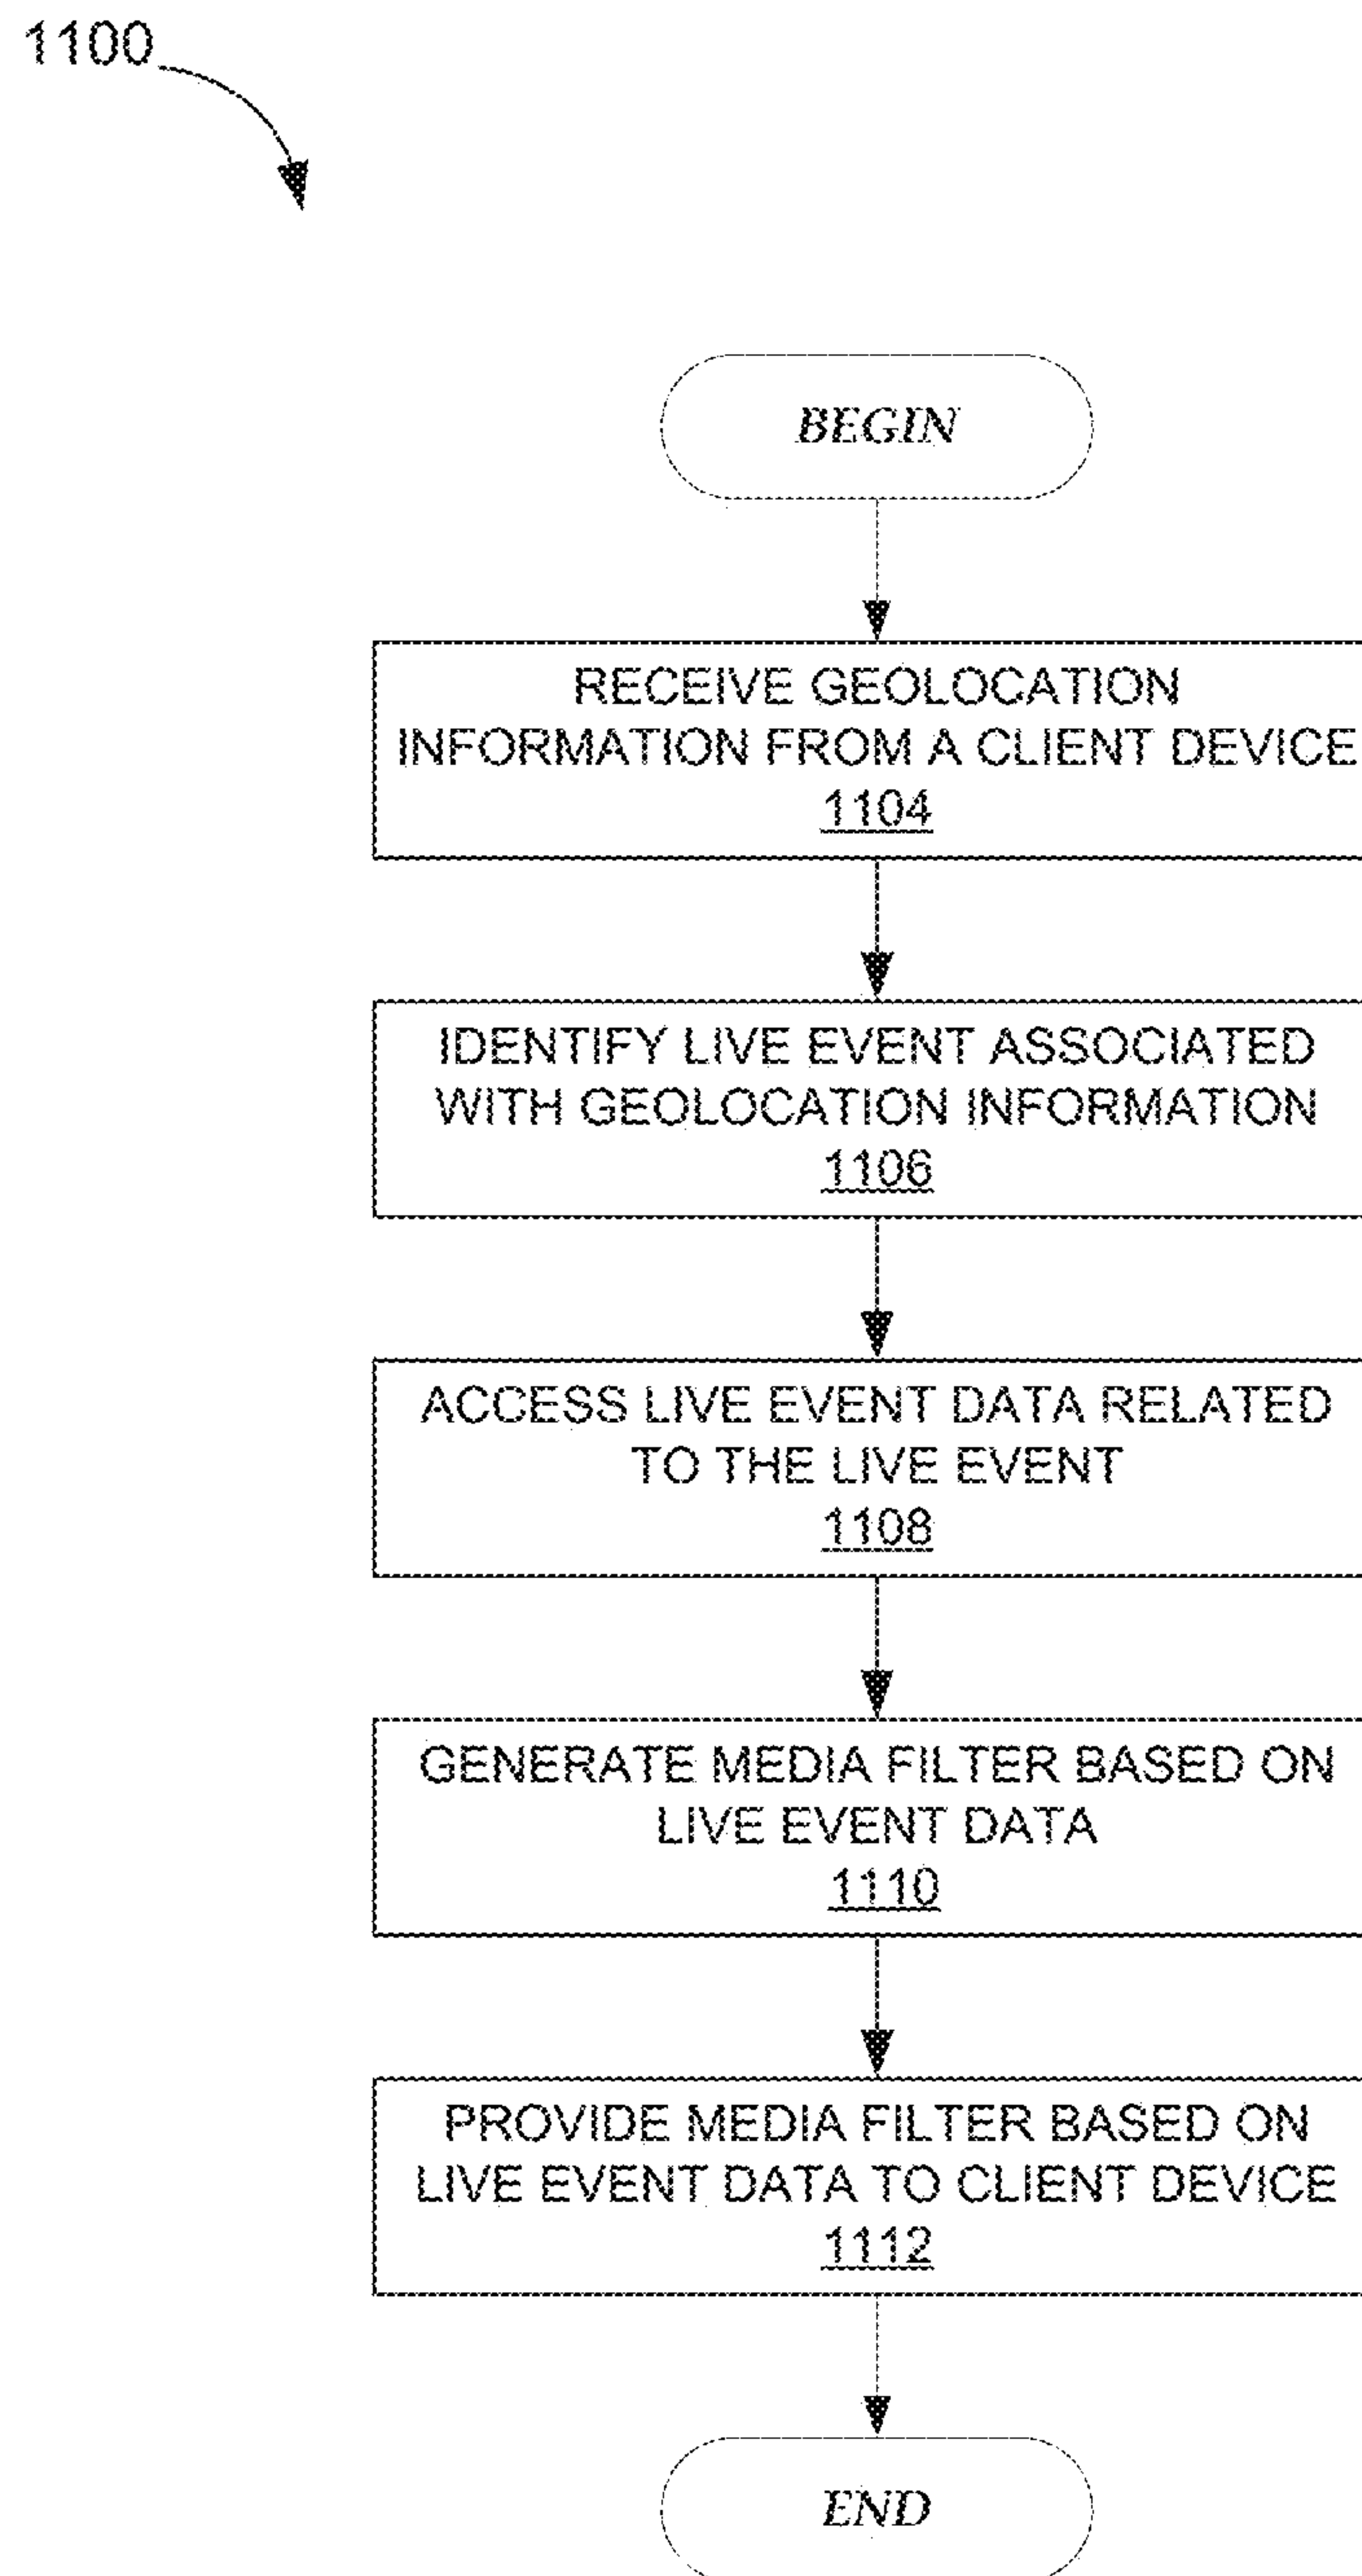 1100
BEGIN
RECEIVE GEOLOCATION
INFORMATION FROM A CLIENT DEVICE
1104
IDENTIFY LIVE EVENT ASSOCIATED
WITH GEOLOCATION INFORMATION
1106
ACCESS LIVE EVENT DATA RELATED
TO THE LIVE EVENT
1108
GENERATE MEDIA FILTER BASED ON
LIVE EVENT DATA
1110
PROVIDE MEDIA FILTER BASED ON
LIVE EVENT DATA TO CLIENT DEVICE
1112
END